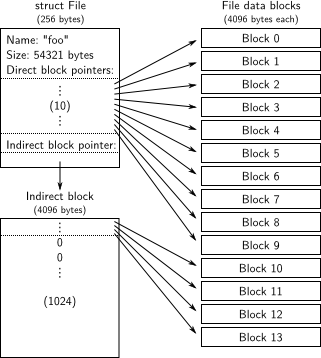 struct File
(256 bytes)
Name: "foo"
Size: 54321 bytes
Direct block pointers:
(10)
Indirect block pointer:
Indirect block
(4096 bytes)
0
0
(1024)
File data blocks
(4096 bytes each)
Block 0
Block 1
Block 2
Block 3
Block 4
Block 5
Block 6
Block 7
Block 8
Block 9
Block 10
Block 11
Block 12
Block 13